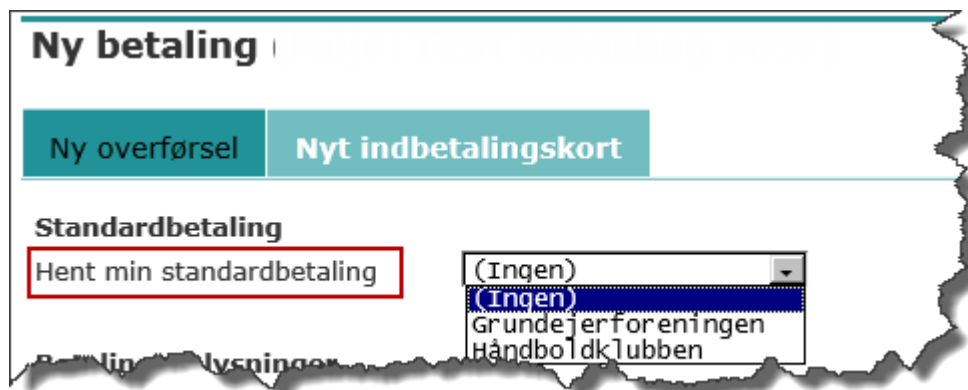 Ny betaling
Ny overførsel Nyt indbetalingskort
Standardbetaling
Hent min standardbetaling (Ingen)
(Ingen)
Grundejerforeningen
Håndboldklubben